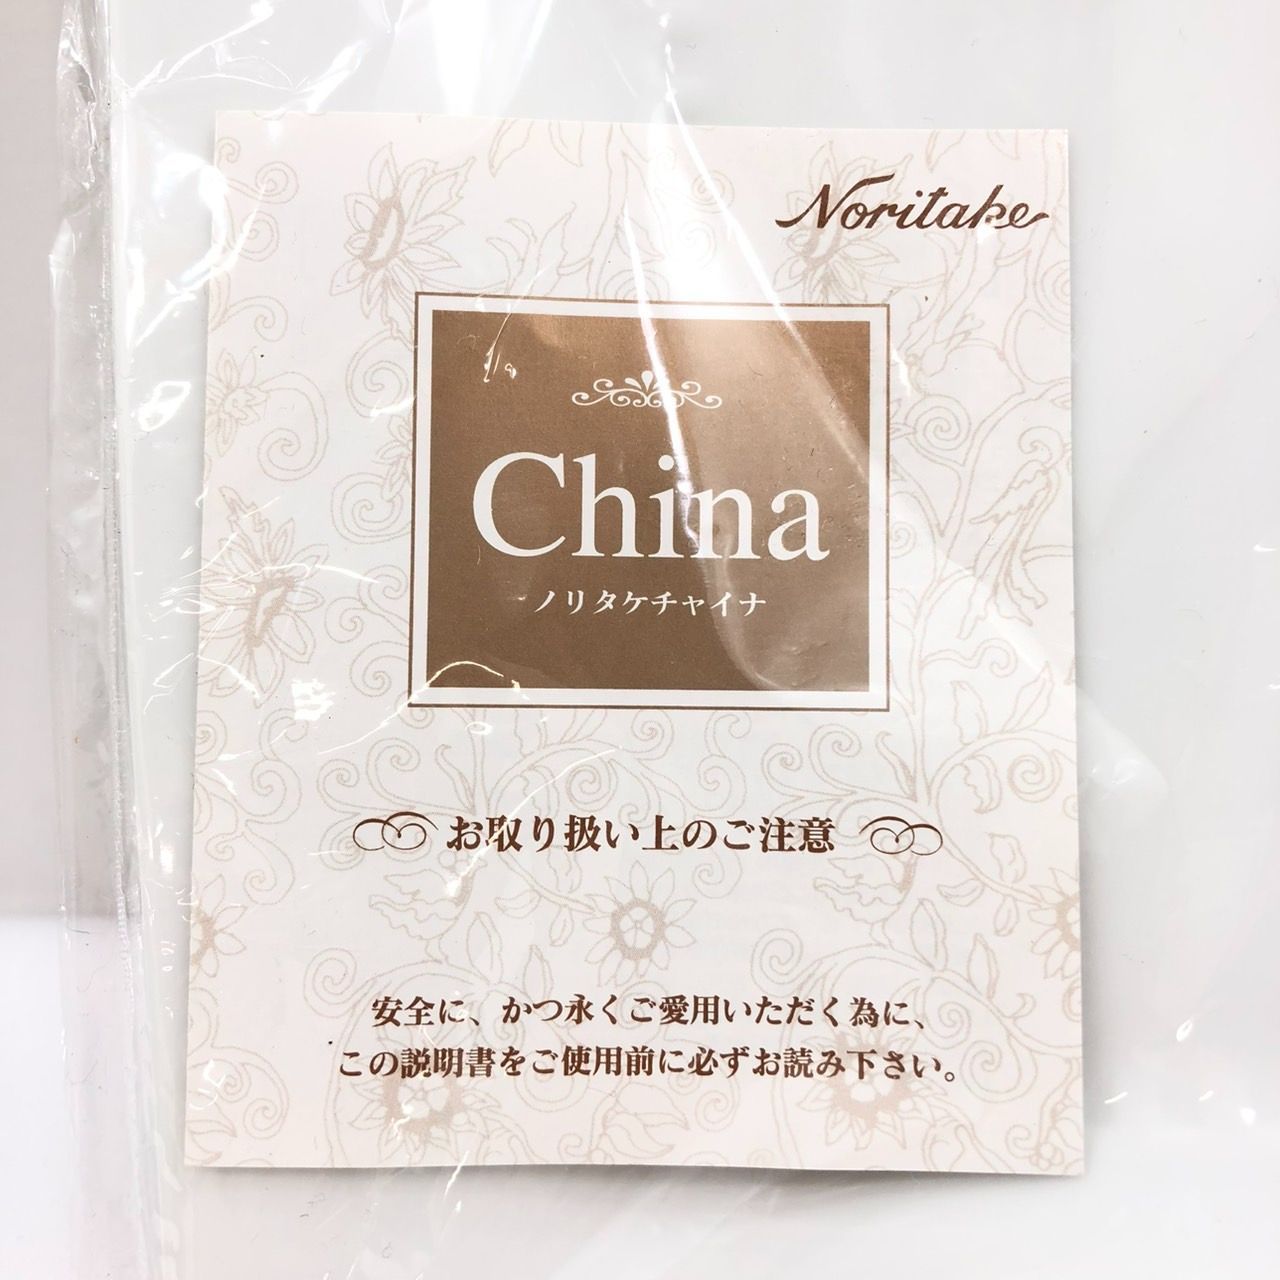 Noritake
China
ノリタケチャイナ
お取り扱い上のご注意
安全に、かつ永くご愛用いただく為に、
この説明書をご使用前に必ずお読み下さい。